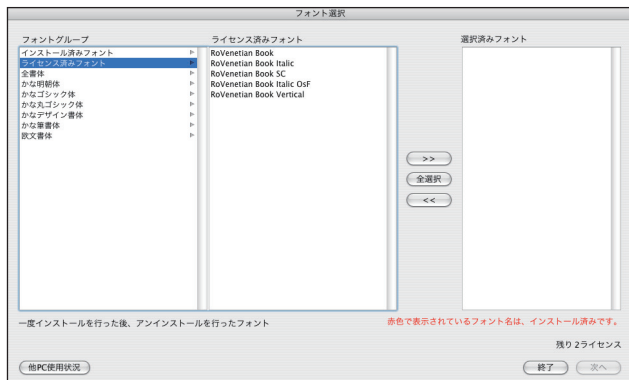 フォント選択
フォントグループ
ライセンス済みフォント
選択済みフォント
インストール済みフォント
ライセンス済みフォント
全書体
かな明朝体
かなゴシック体
かな丸ゴシック体
かなデザイン書体
かな筆書体
欧文書体
RoVenetian Book
RoVenetian Book Italic
RoVenetian Book SC
RoVenetian Book Italic OsF
RoVenetian Book Vertical
>>
全選択
<<
一度インストールを行った後、アンインストールを行ったフォント
赤色で表示されているフォント名は、インストール済みです。
残り 2ライセンス
他PC使用状況
終了
次へ